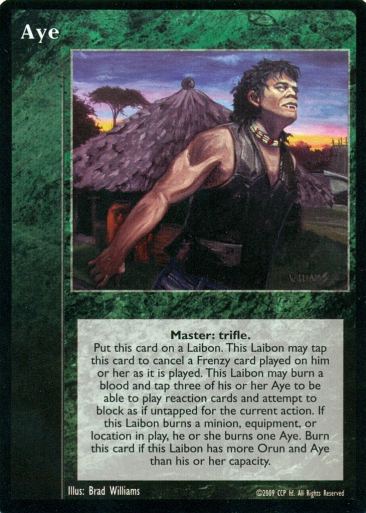 Aye
WILLIAMS
Master: trifle.
Put this card on a Laibon. This Laibon may tap
this card to cancel a Frenzy card played on him
or her as it is played. This Laibon may burn a
blood and tap three of his or her Aye to be
able to play reaction cards and attempt to
block as if untapped for the current action. If
this Laibon burns a minion, equipment, or
location in play, he or she burns one Aye. Burn
this card if this Laibon has more Orun and Aye
than his or her capacity.
Illus: Brad Williams
©2009 CCP hf. All Rights Reserved